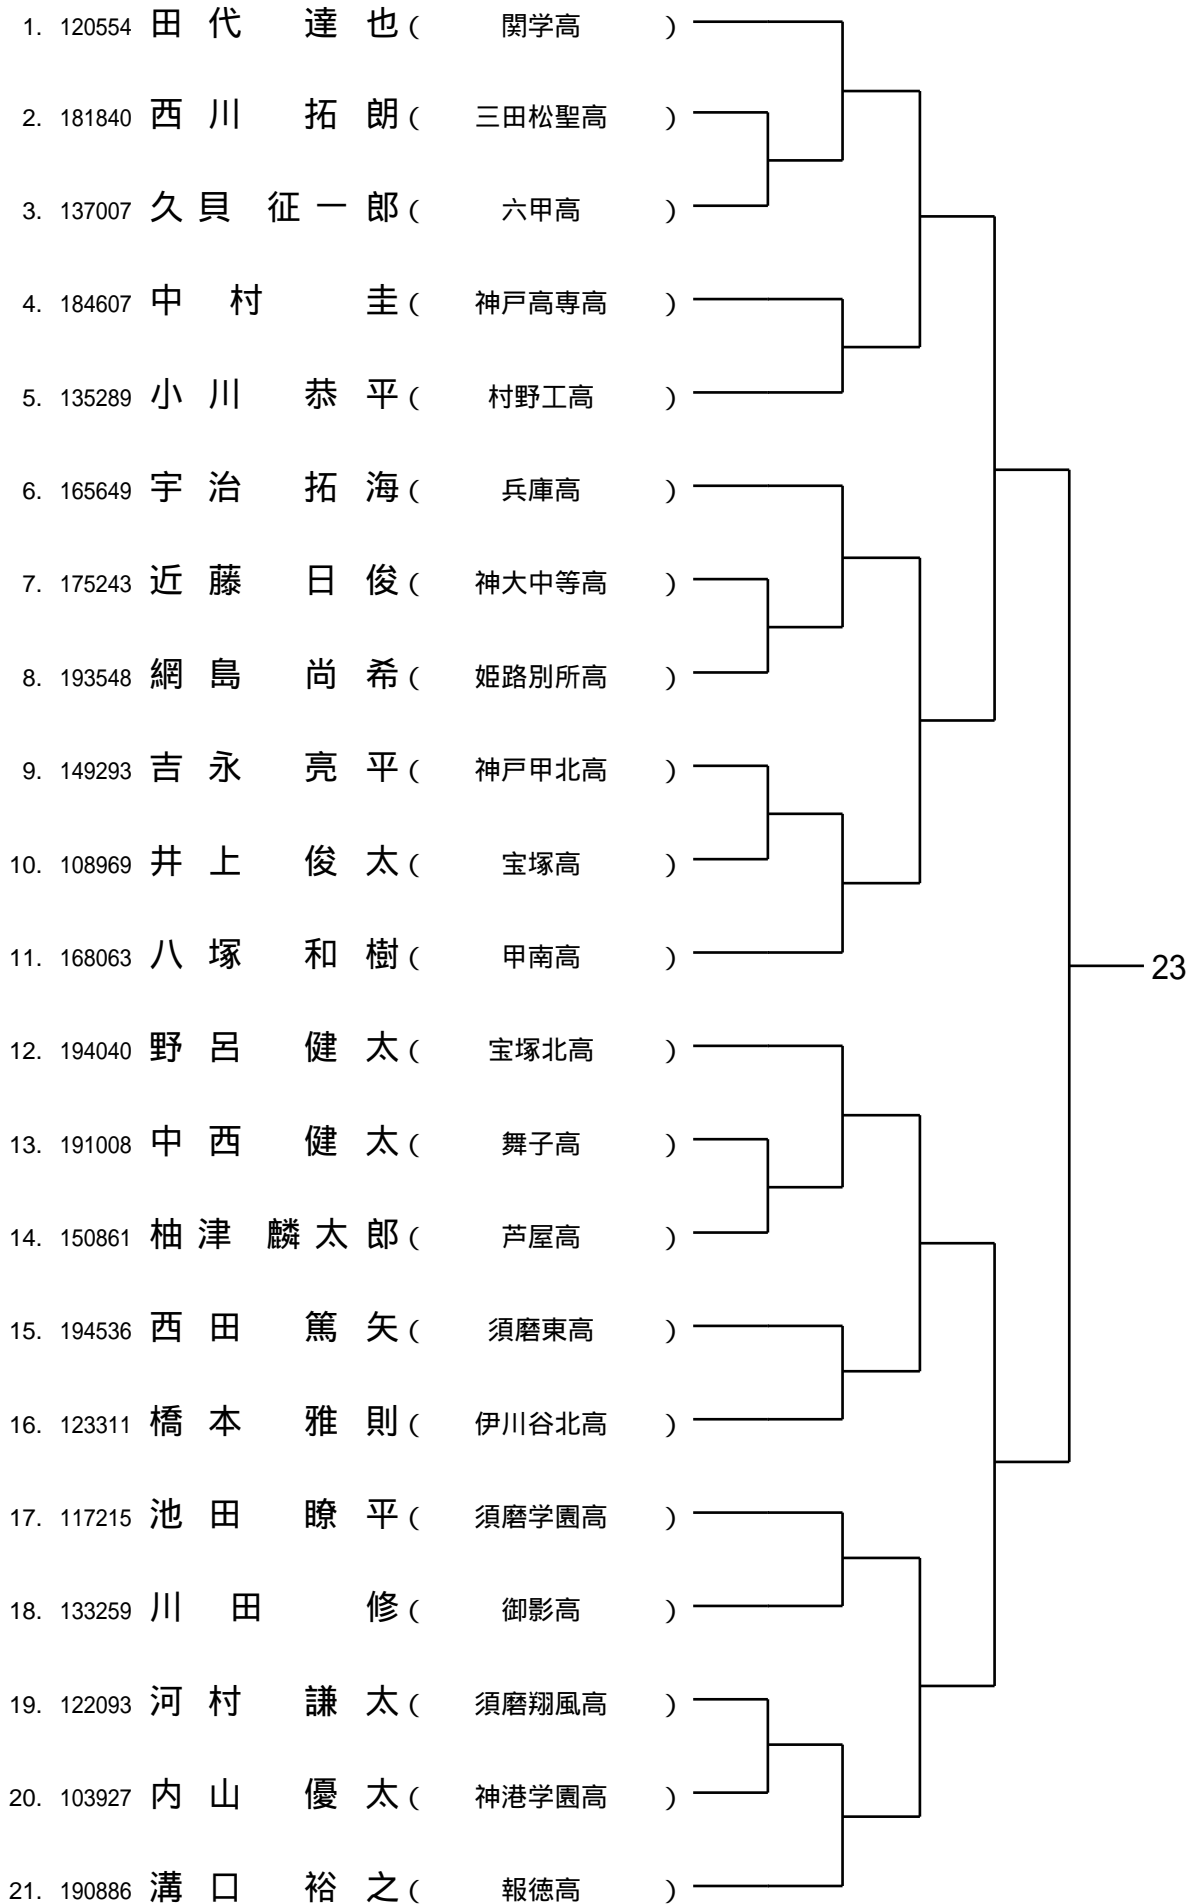 1. 120554 田代 達也 ( 関学高 )
2. 181840 西川 拓朗 ( 三田松聖高 )
3. 137007 久貝 征一郎 ( 六甲高 )
4. 184607 中村 圭 ( 神戸高専高 )
5. 135289 小川 恭平 ( 村野工高 )
6. 165649 宇治 拓海 ( 兵庫高 )
7. 175243 近藤 日俊 ( 神大中等高 )
8. 193548 網島 尚希 ( 姫路別所高 )
9. 149293 吉永 亮平 ( 神戸甲北高 )
10. 108969 井上 俊太 ( 宝塚高 )
11. 168063 八塚 和樹 ( 甲南高 )
23
12. 194040 野呂 健太 ( 宝塚北高 )
13. 191008 中西 健太 ( 舞子高 )
14. 150861 柚津 麟太郎 ( 芦屋高 )
15. 194536 西田 篤矢 ( 須磨東高 )
16. 123311 橋本 雅則 ( 伊川谷北高 )
17. 117215 池田 瞭平 ( 須磨学園高 )
18. 133259 川田 修 ( 御影高 )
19. 122093 河村 謙太 ( 須磨翔風高 )
20. 103927 内山 優太 ( 神港学園高 )
21. 190886 溝口 裕之 ( 報徳高 )